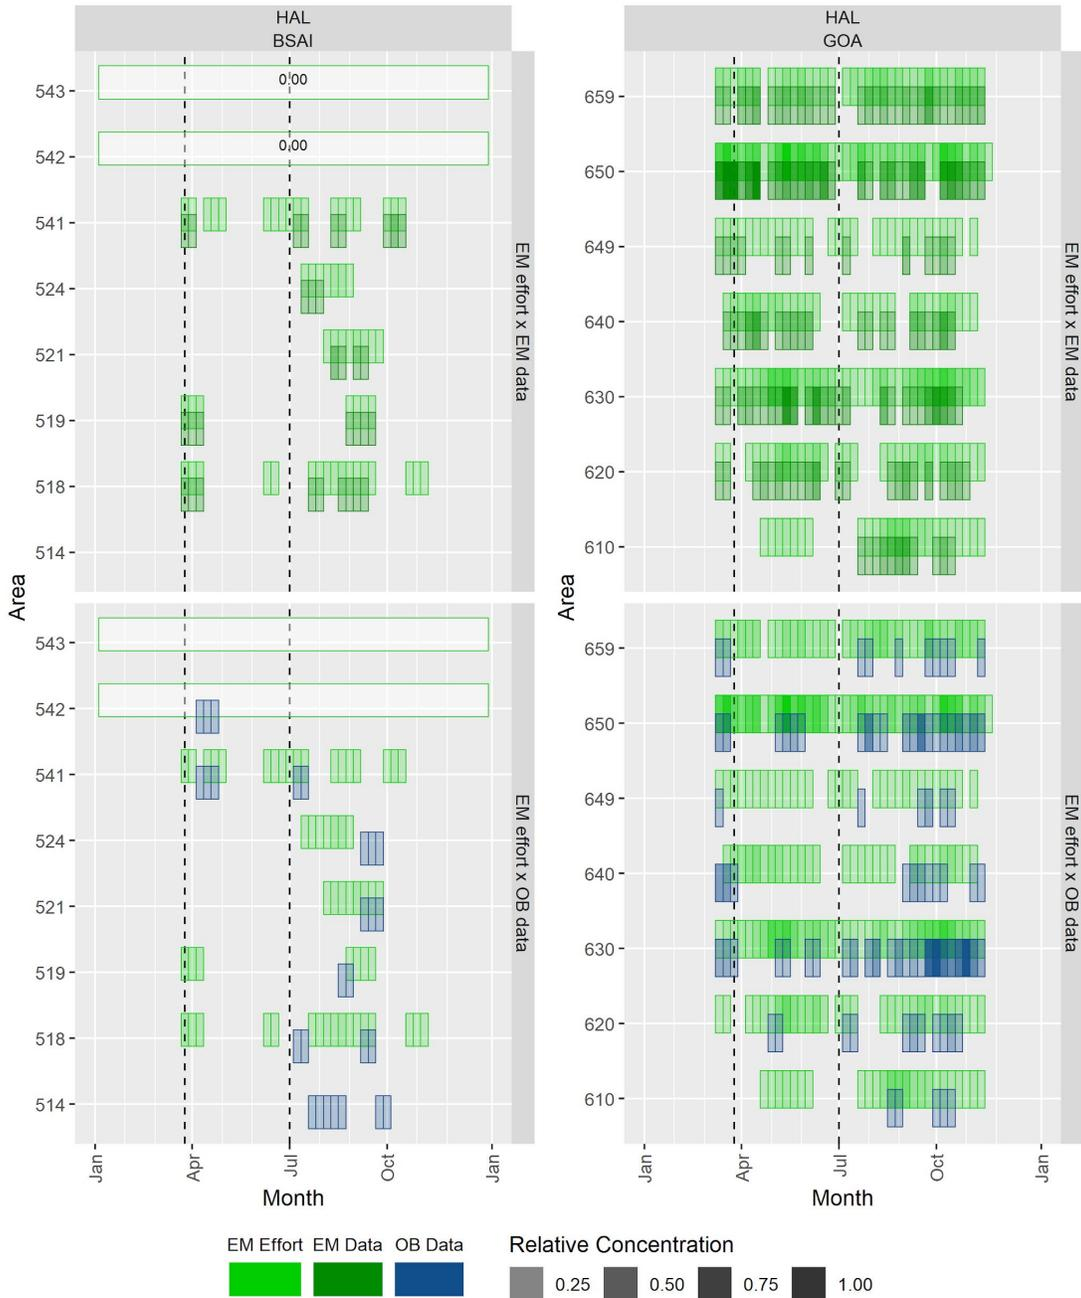 HAL
BSAI
HAL
GOA
543
0.00
542
0.00
541
524
521
519
518
514
EM effort x EM data
659
650
649
640
630
620
610
EM effort x EM data
Area
Area
543
542
541
524
521
519
518
514
EM effort x OB data
659
650
649
640
630
620
610
EM effort x OB data
Jan Apr Jul Oct Jan
Jan Apr Jul Oct Jan
Month
Month
EM Effort EM Data OB Data
Relative Concentration
0.25 0.50 0.75 1.00